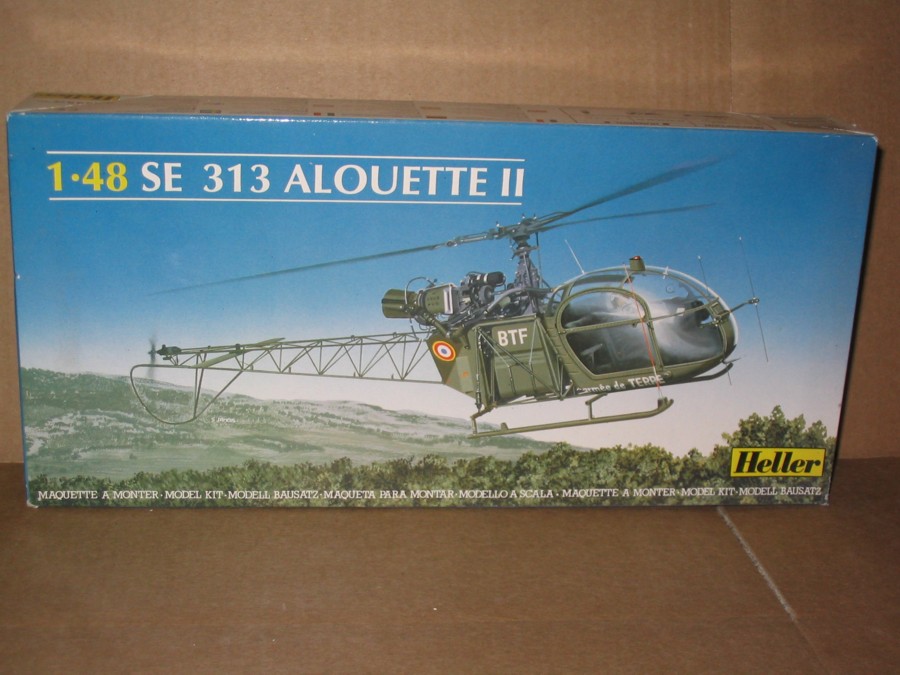 1·48 SE 313 ALOUETTE II
BTF
de TERRE
Heller
MAQUETTE A MONTER · MODEL KIT · MODELL BAUSATZ · MAQUETA PARA MONTAR · MODELLO A SCALA · MAQUETTE A MONTER · MODEL KIT · MODELL BAUSATZ